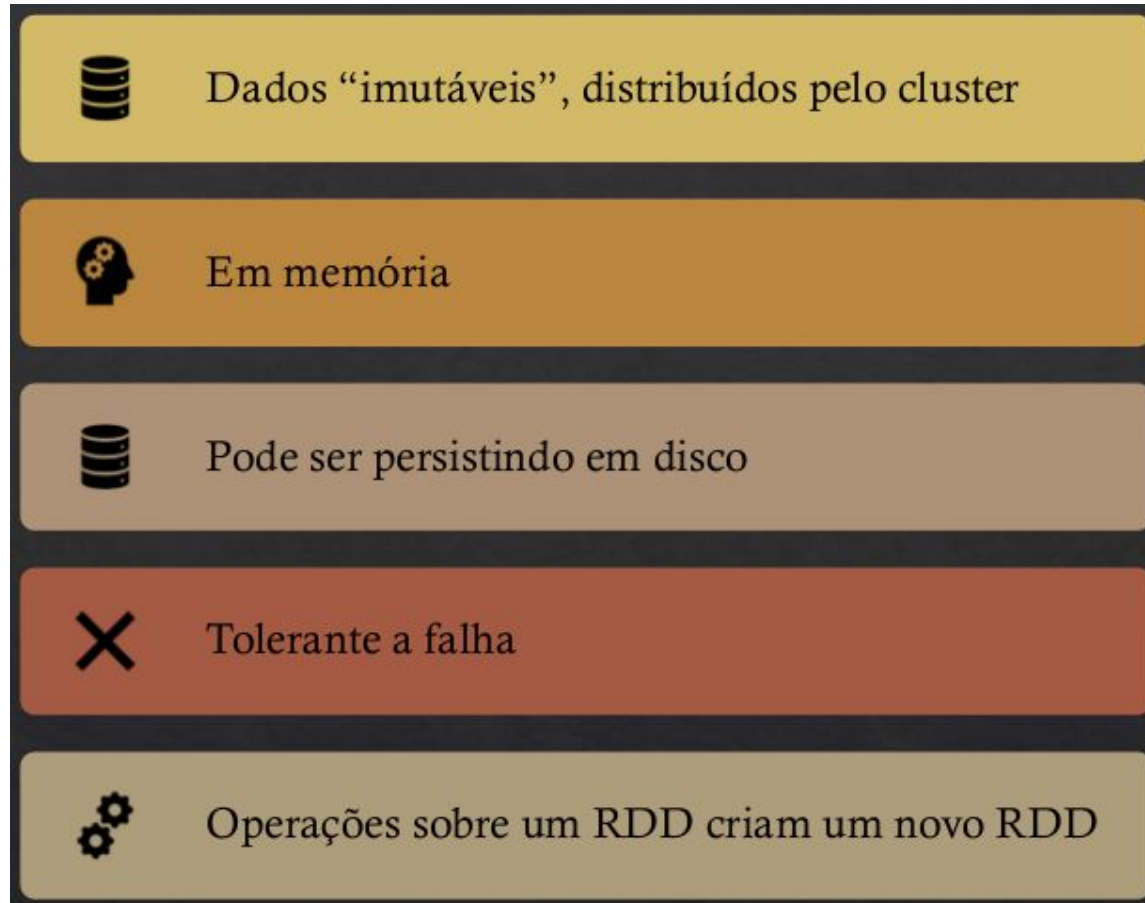 Dados “imutáveis”, distribuídos pelo cluster
Em memória
Pode ser persistindo em disco
Tolerante a falha
Operações sobre um RDD criam um novo RDD